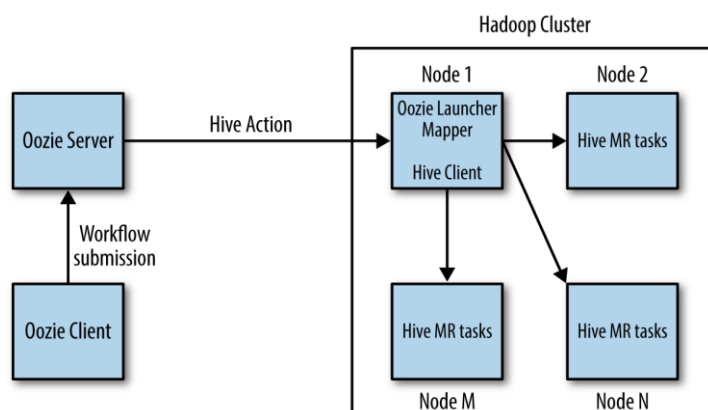 Hadoop Cluster
Node 1
Node 2
Oozie Server
Hive Action
Oozie Launcher
Mapper
Hive Client
Hive MR tasks
Workflow
submission
Oozie Client
Hive MR tasks
Hive MR tasks
Node M
Node N